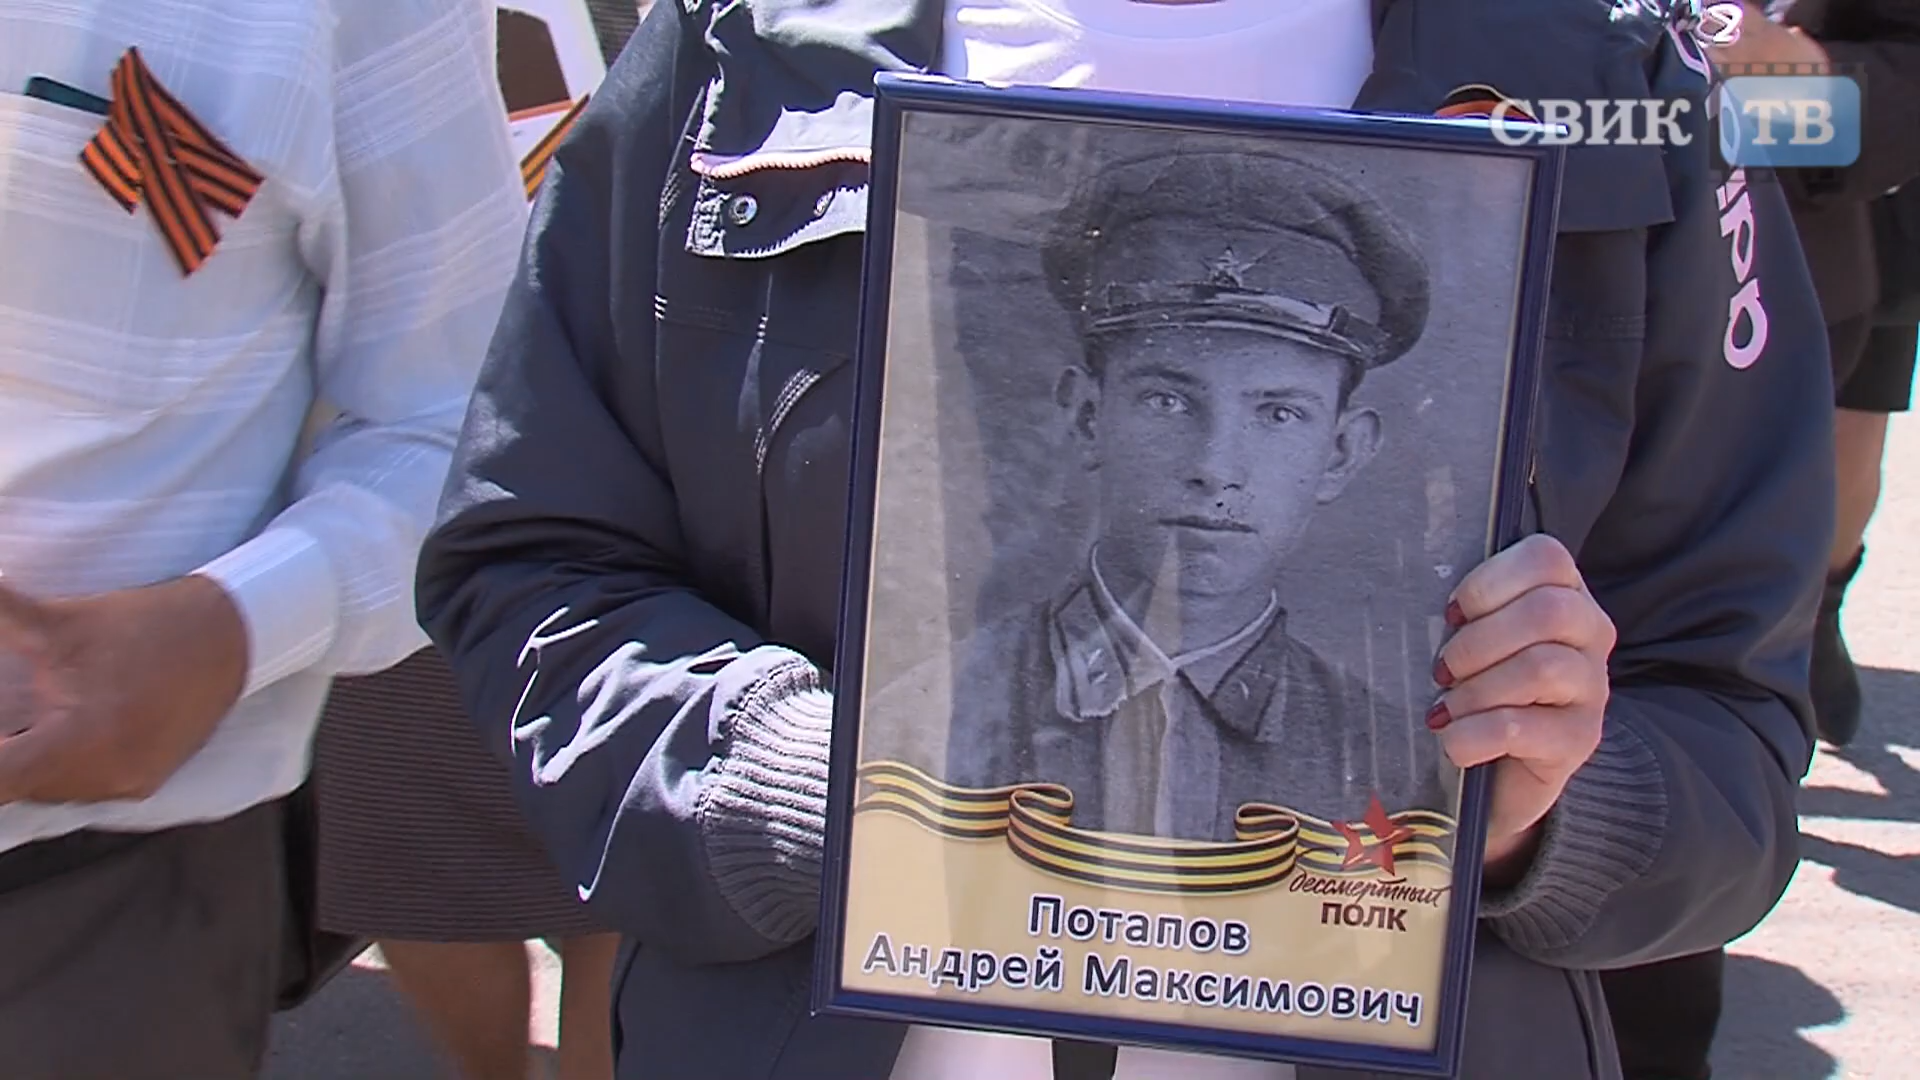 СВИК ТВ
бессмертный
ПОЛК
Потапов
Андрей Максимович